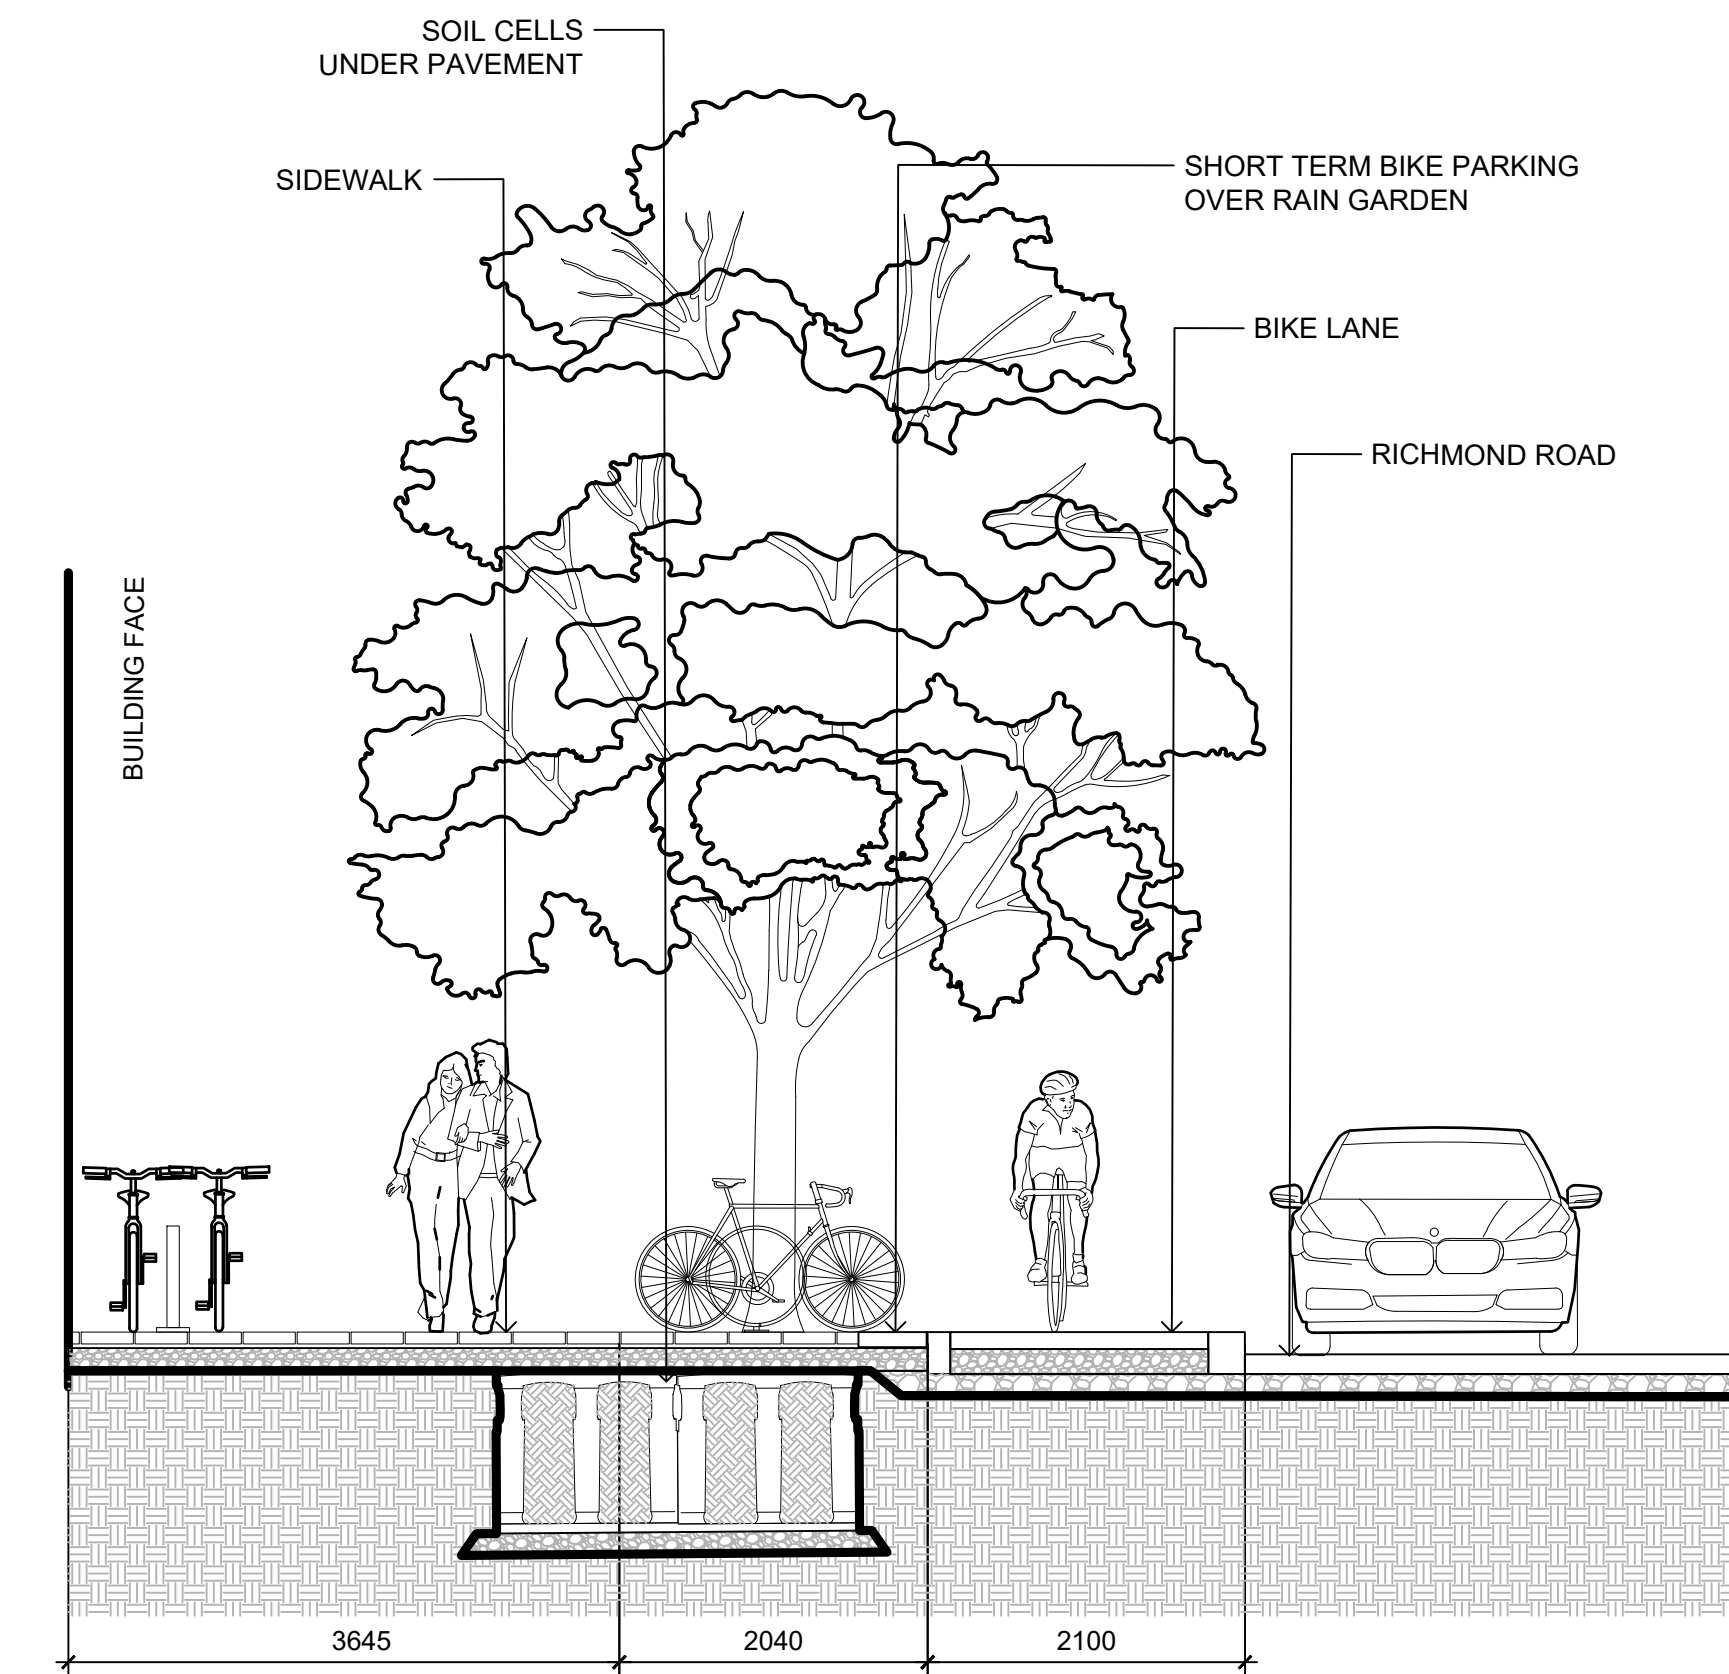 SOIL CELLS
UNDER PAVEMENT
SIDEWALK
SHORT TERM BIKE PARKING
OVER RAIN GARDEN
BIKE LANE
RICHMOND ROAD
BUILDING FACE
3645
2040
2100